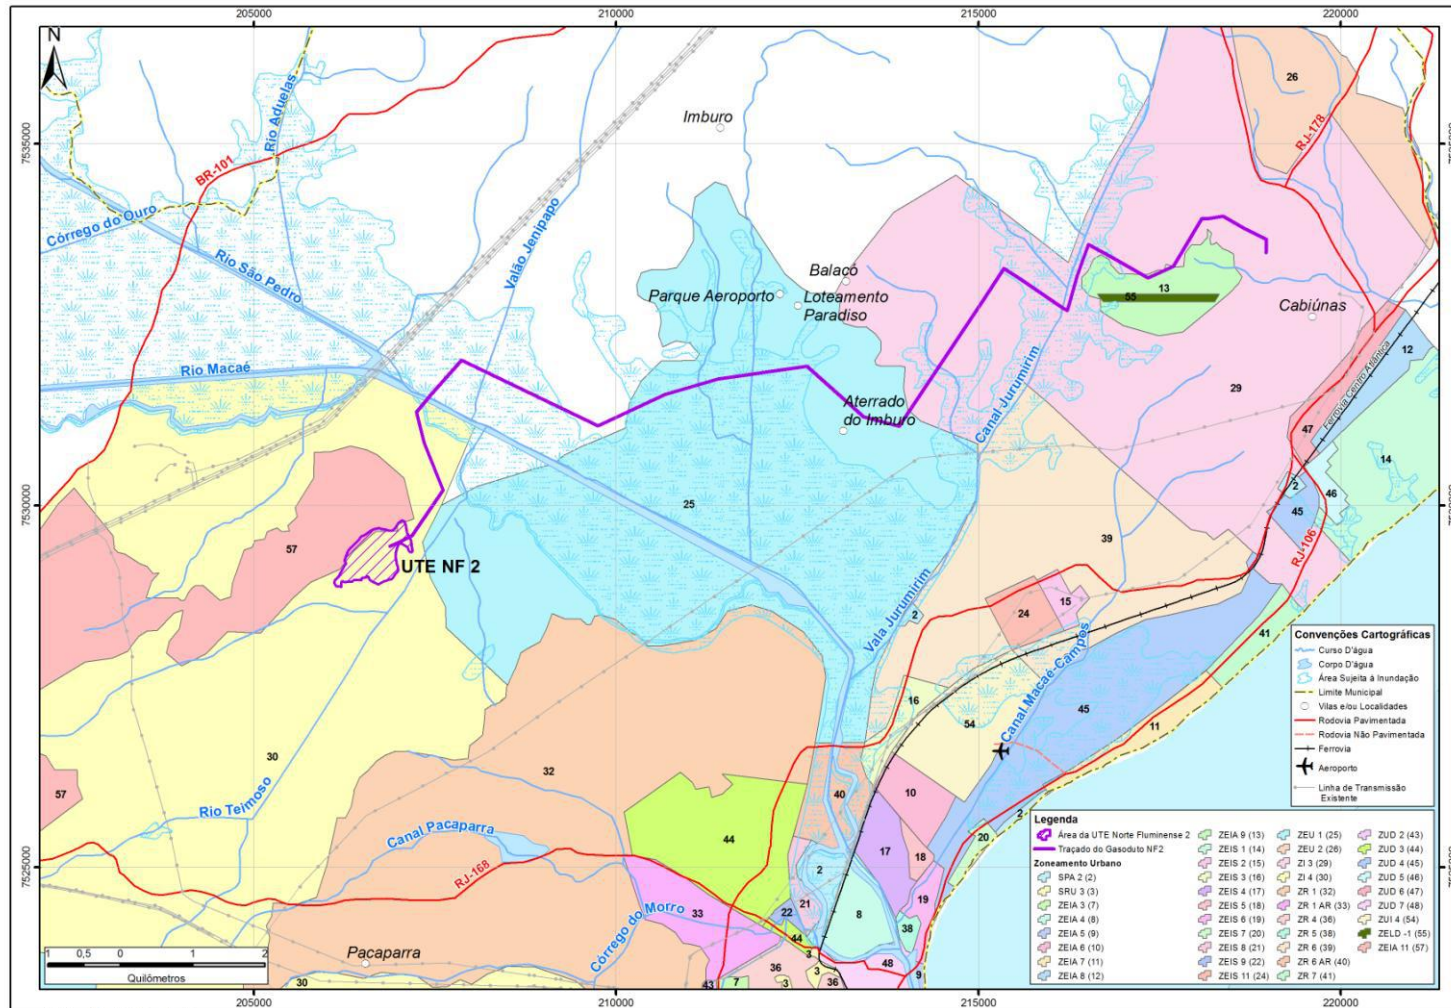 205000
210000
215000
220000
N
26
Imburo
RJ-178
7535000
Rio Aduelas
BR-101
Córrego do Ouro
Rio São Pedro
Valão Jenipapo
Balacó
Parque Aeroporto
Loteamento
Paradiso
13
55
Cabiúnas
12
Ferrovia Centro Atlântica
Canal Jurumirim
Rio Macaé
29
Aterrado
do Imburo
47
14
7530000
25
2
46
45
57
39
RJ-106
UTE NF 2
Vala Jurumirim
24
15
2
41
Canal Macaé-Campos
16
54
45
11
57
30
32
Rio Teimoso
40
10
2
Canal Pacaparra
44
20
17
18
2
7525000
RJ-168
21
22
19
33
8
38
Córrego do Morro
44
3
Pacaparra
36
3
48
9
30
43
7
3
36
1 0,5 0 1 2
Quilômetros
Convenções Cartográficas
Curso D'água
Corpo D'água
Área Sujeita à Inundação
Limite Municipal
Vilas e/ou Localidades
Rodovia Pavimentada
Rodovia Não Pavimentada
Ferrovia
Aeroporto
Linha de Transmissão
Existente
Legenda
Área da UTE Norte Fluminense 2
Traçado do Gasoduto NF2
Zoneamento Urbano
SPA 2 (2)
SRU 3 (3)
ZEIA 3 (7)
ZEIA 4 (8)
ZEIA 5 (9)
ZEIA 6 (10)
ZEIA 7 (11)
ZEIA 8 (12)
ZEIA 9 (13)
ZEIS 1 (14)
ZEIS 2 (15)
ZEIS 3 (16)
ZEIS 4 (17)
ZEIS 5 (18)
ZEIS 6 (19)
ZEIS 7 (20)
ZEIS 8 (21)
ZEIS 9 (22)
ZEIS 11 (24)
ZEU 1 (25)
ZEU 2 (26)
ZI 3 (29)
ZI 4 (30)
ZR 1 (32)
ZR 1 AR (33)
ZR 4 (36)
ZR 5 (38)
ZR 6 (39)
ZR 6 AR (40)
ZR 7 (41)
ZUD 2 (43)
ZUD 3 (44)
ZUD 4 (45)
ZUD 5 (46)
ZUD 6 (47)
ZUD 7 (48)
ZUI 4 (54)
ZELD -1 (55)
ZEIA 11 (57)
205000
210000
215000
220000